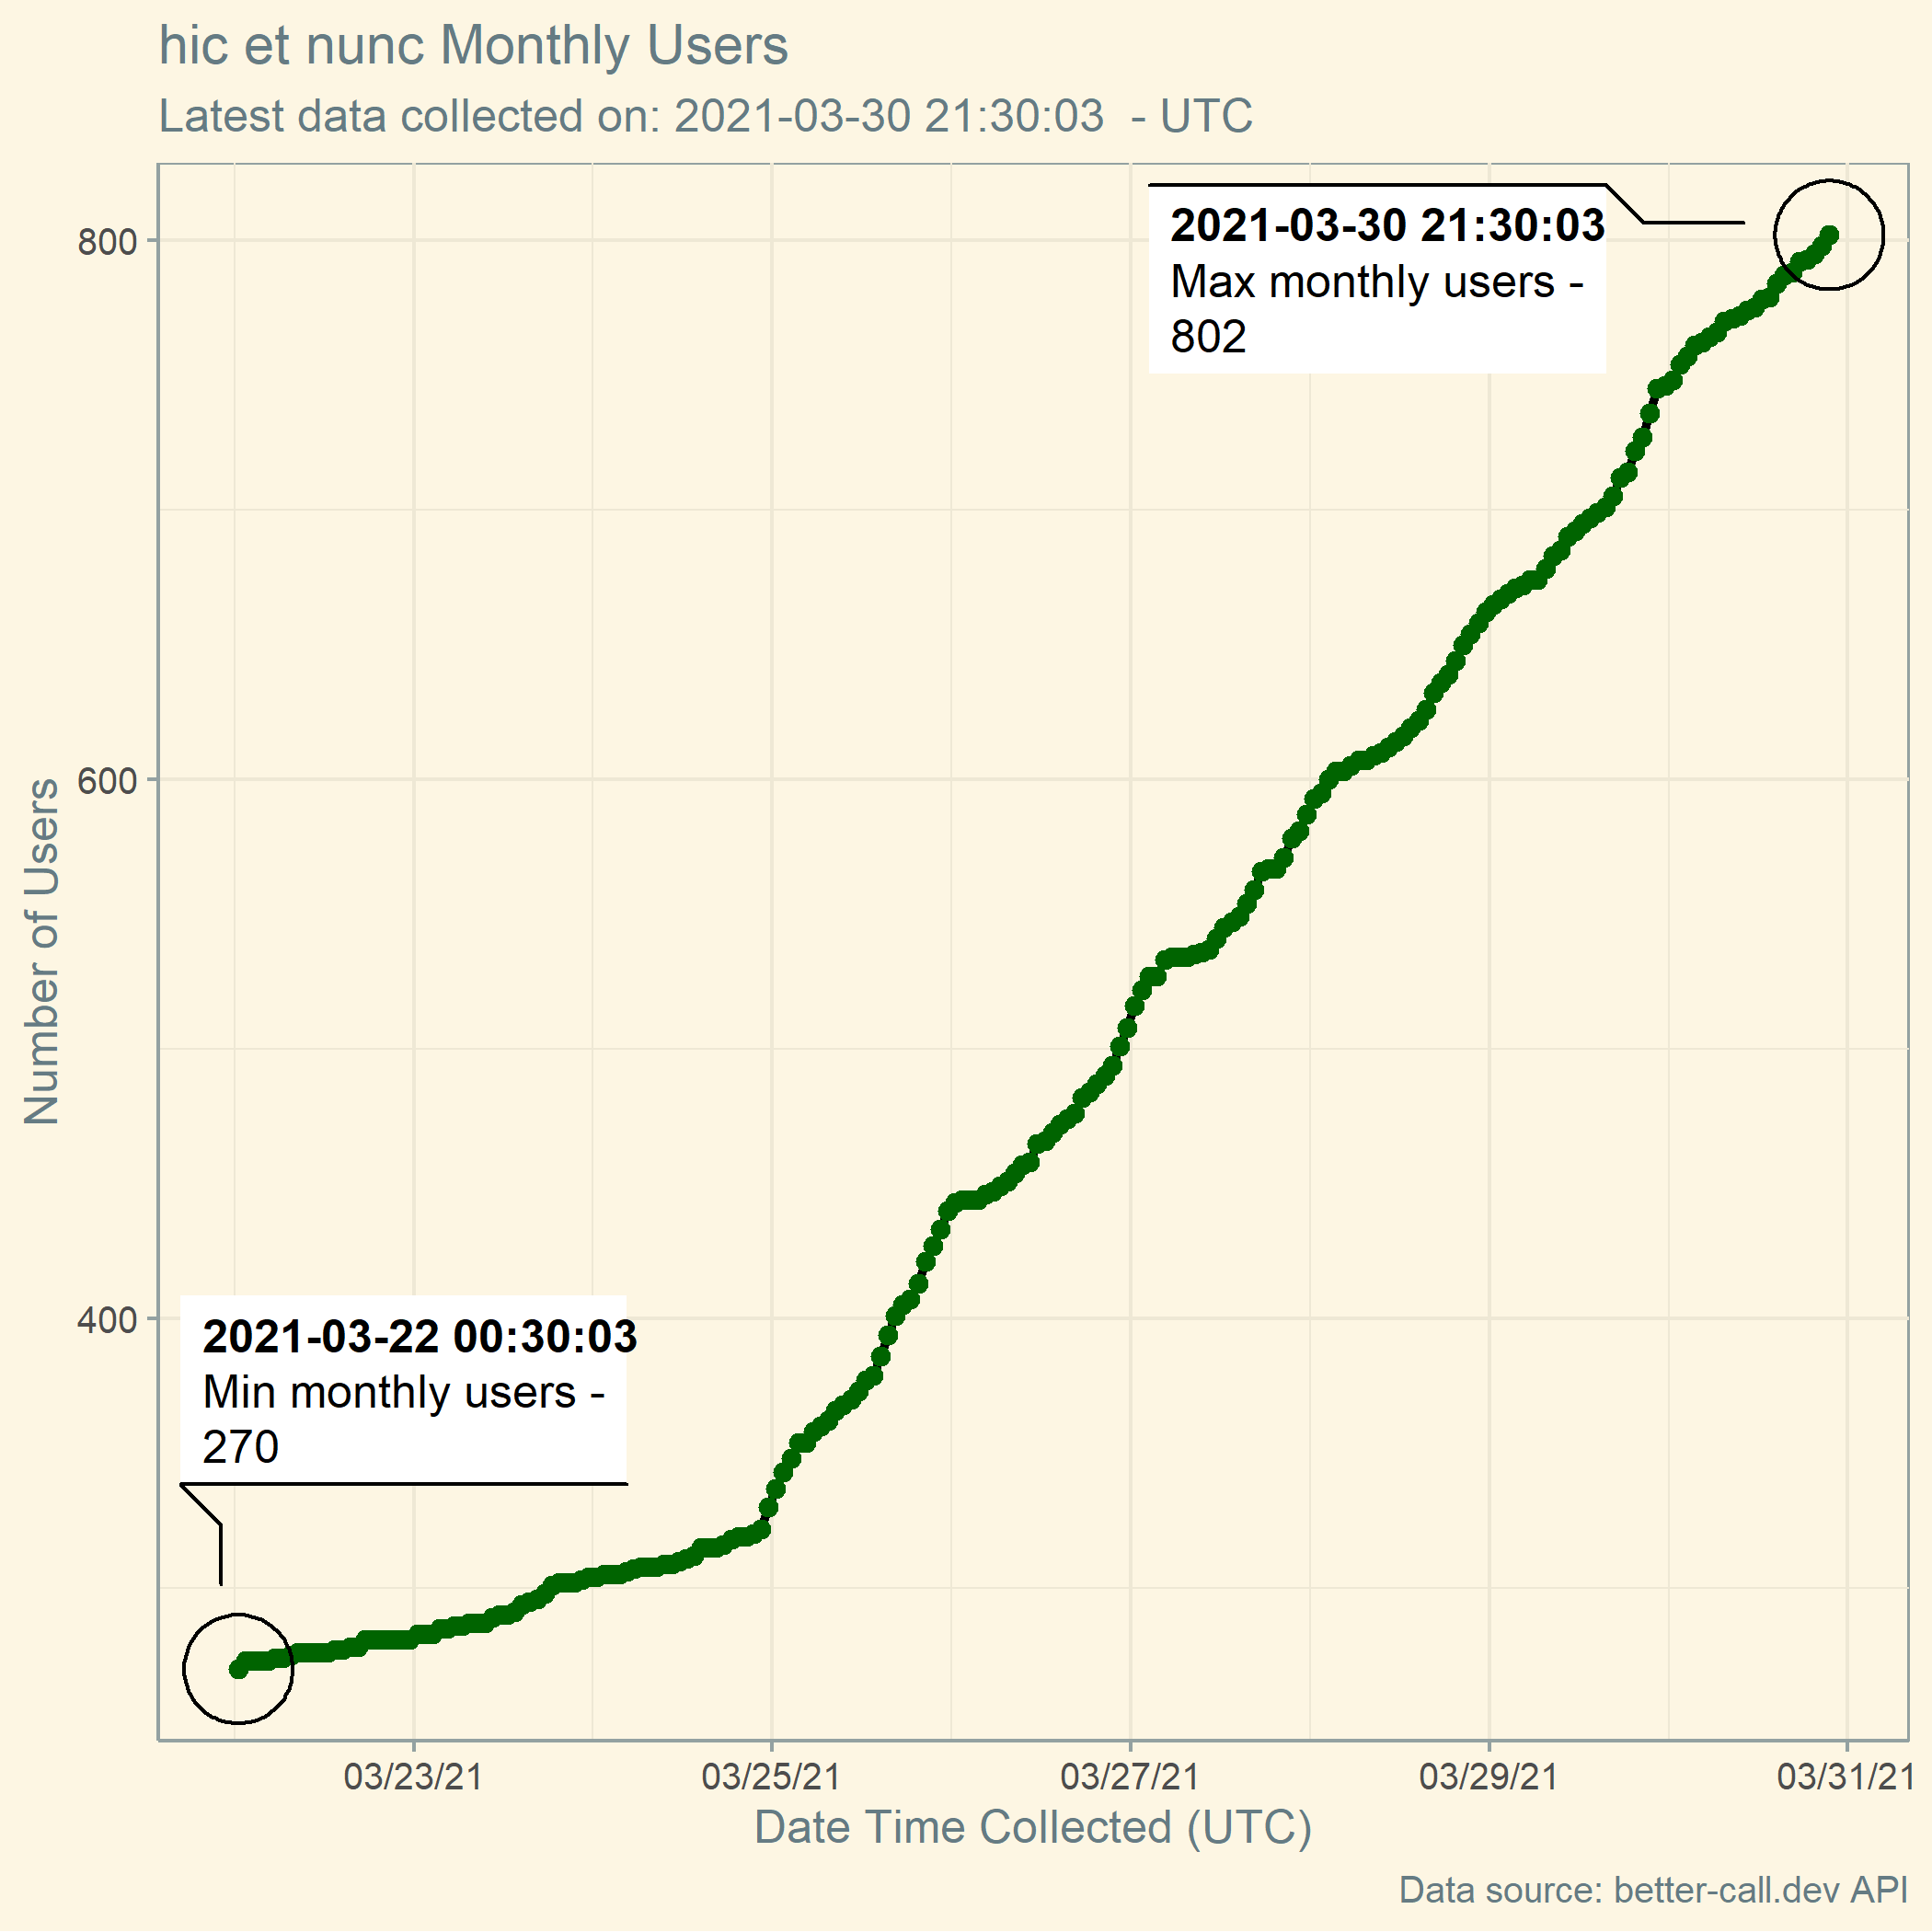 hic et nunc Monthly Users
Latest data collected on: 2021-03-30 21:30:03  - UTC
2021-03-30 21:30:03
Max monthly users -
802
800
600
400
Number of Users
2021-03-22 00:30:03
Min monthly users -
270
03/23/21
03/25/21
03/27/21
03/29/21
03/31/21
Date Time Collected (UTC)
Data source: better-call.dev API